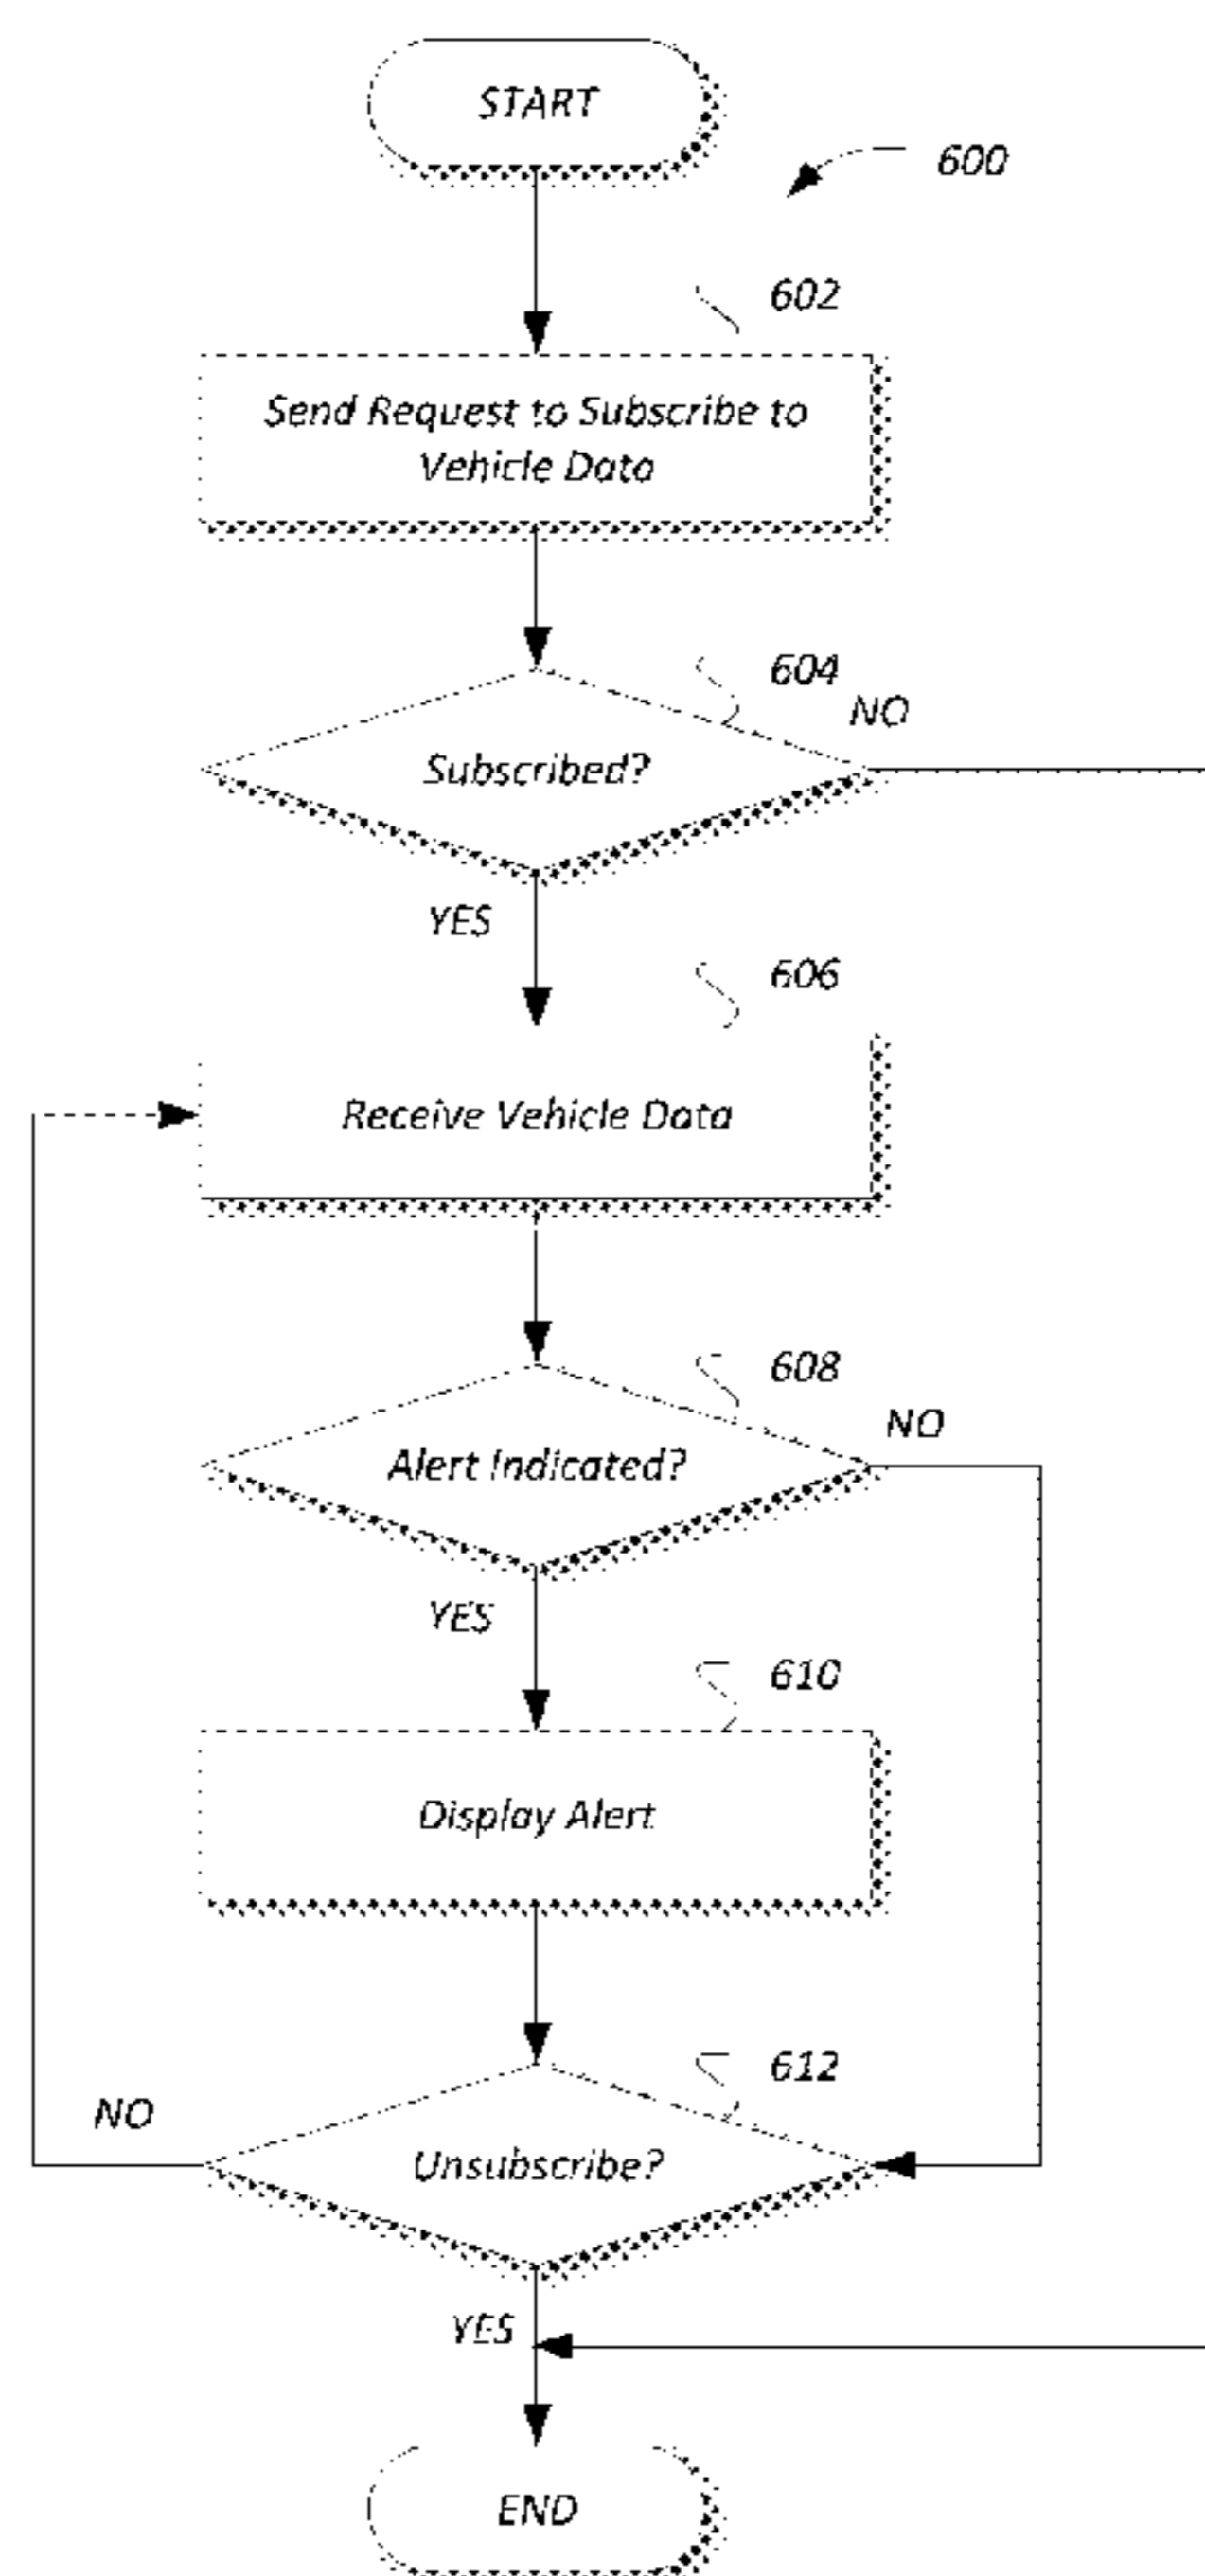 START
600
602
Send Request to Subscribe to
Vehicle Data
604
NO
Subscribed?
YES
606
Receive Vehicle Data
608
NO
Alert Indicated?
YES
610
Display Alert
612
NO
Unsubscribe?
YES
END